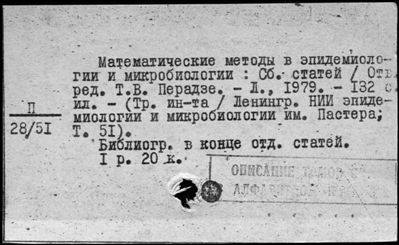 Математические методы в эпидемиоло-
гии и микробиологии : Сб. статей / Отв.
ред. Т.В. Перадзе. - Л., 1979. - 132 с.
ил. - (Тр. ин-та / Ленингр. НИИ эпиде-
миологии и микробиологии им. Пастера;
Т. 51).
Библиогр. в конце отд. статей.
I р. 20 к.
П
28/51
ОПИСАНИЕ